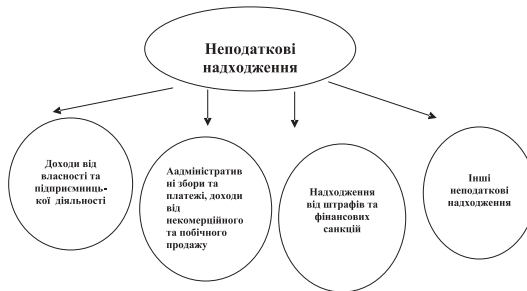 Неподаткові
надходження
Доходи від
власності та
підприємниць-
кої діяльності
Аадміністратив
ні збори та
платежі, доходи
від
некомерційного
та побічного
продажу
Надходження
від штрафів та
фінансових
санкцій
Інші
неподаткові
надходження